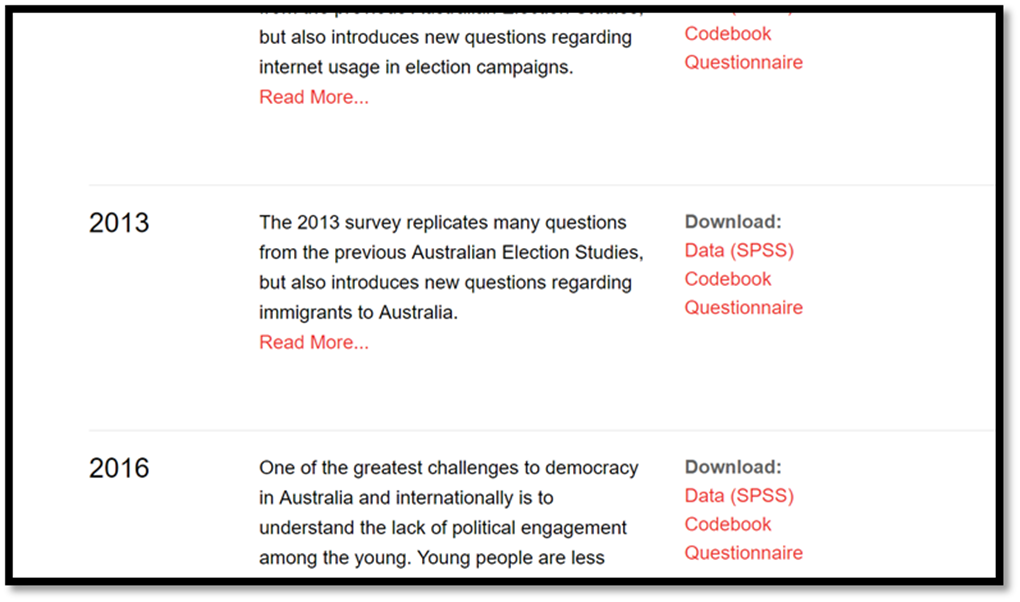 but also introduces new questions regarding
internet usage in election campaigns.
Read More...
Codebook
Questionnaire
2013
The 2013 survey replicates many questions
from the previous Australian Election Studies,
but also introduces new questions regarding
immigrants to Australia.
Read More...
Download:
Data (SPSS)
Codebook
Questionnaire
2016
One of the greatest challenges to democracy
in Australia and internationally is to
understand the lack of political engagement
among the young. Young people are less
Download:
Data (SPSS)
Codebook
Questionnaire